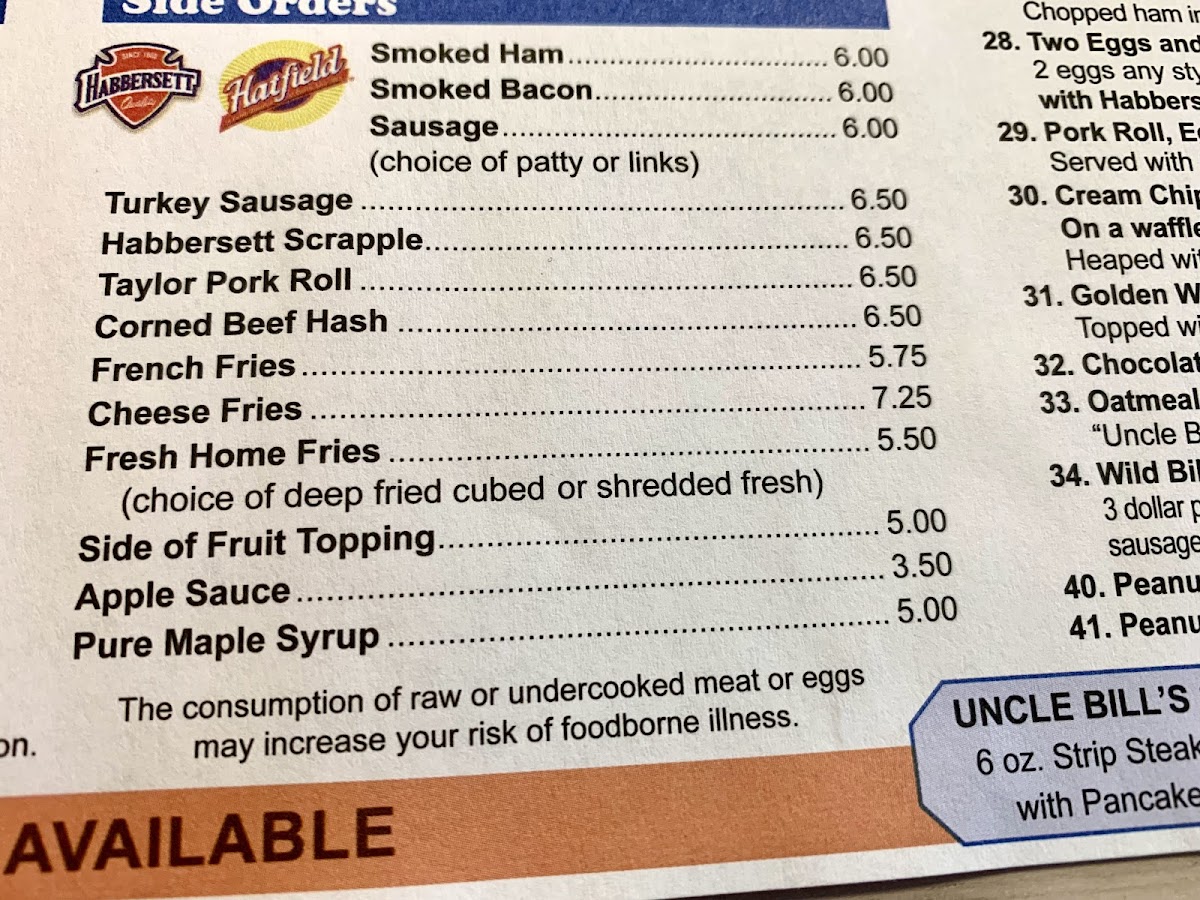 Side Orders
SINCE 1863
HABBERSETT
Quality
Hatfield
Smoked Ham 6.00
Smoked Bacon 6.00
Sausage 6.00
(choice of patty or links)
Turkey Sausage 6.50
Habbersett Scrapple 6.50
Taylor Pork Roll 6.50
Corned Beef Hash 6.50
French Fries 5.75
Cheese Fries 7.25
Fresh Home Fries 5.50
(choice of deep fried cubed or shredded fresh)
Side of Fruit Topping 5.00
Apple Sauce 3.50
Pure Maple Syrup 5.00
The consumption of raw or undercooked meat or eggs
may increase your risk of foodborne illness.
on.
AVAILABLE
Chopped ham in
28. Two Eggs and
2 eggs any sty
with Habbers
29. Pork Roll, E
Served with
30. Cream Chip
On a waffle
Heaped wi
31. Golden W
Topped wi
32. Chocolat
33. Oatmeal
“Uncle B
34. Wild Bil
3 dollar p
sausage
40. Peanu
41. Peanu
UNCLE BILL’S
6 oz. Strip Steak
with Pancake